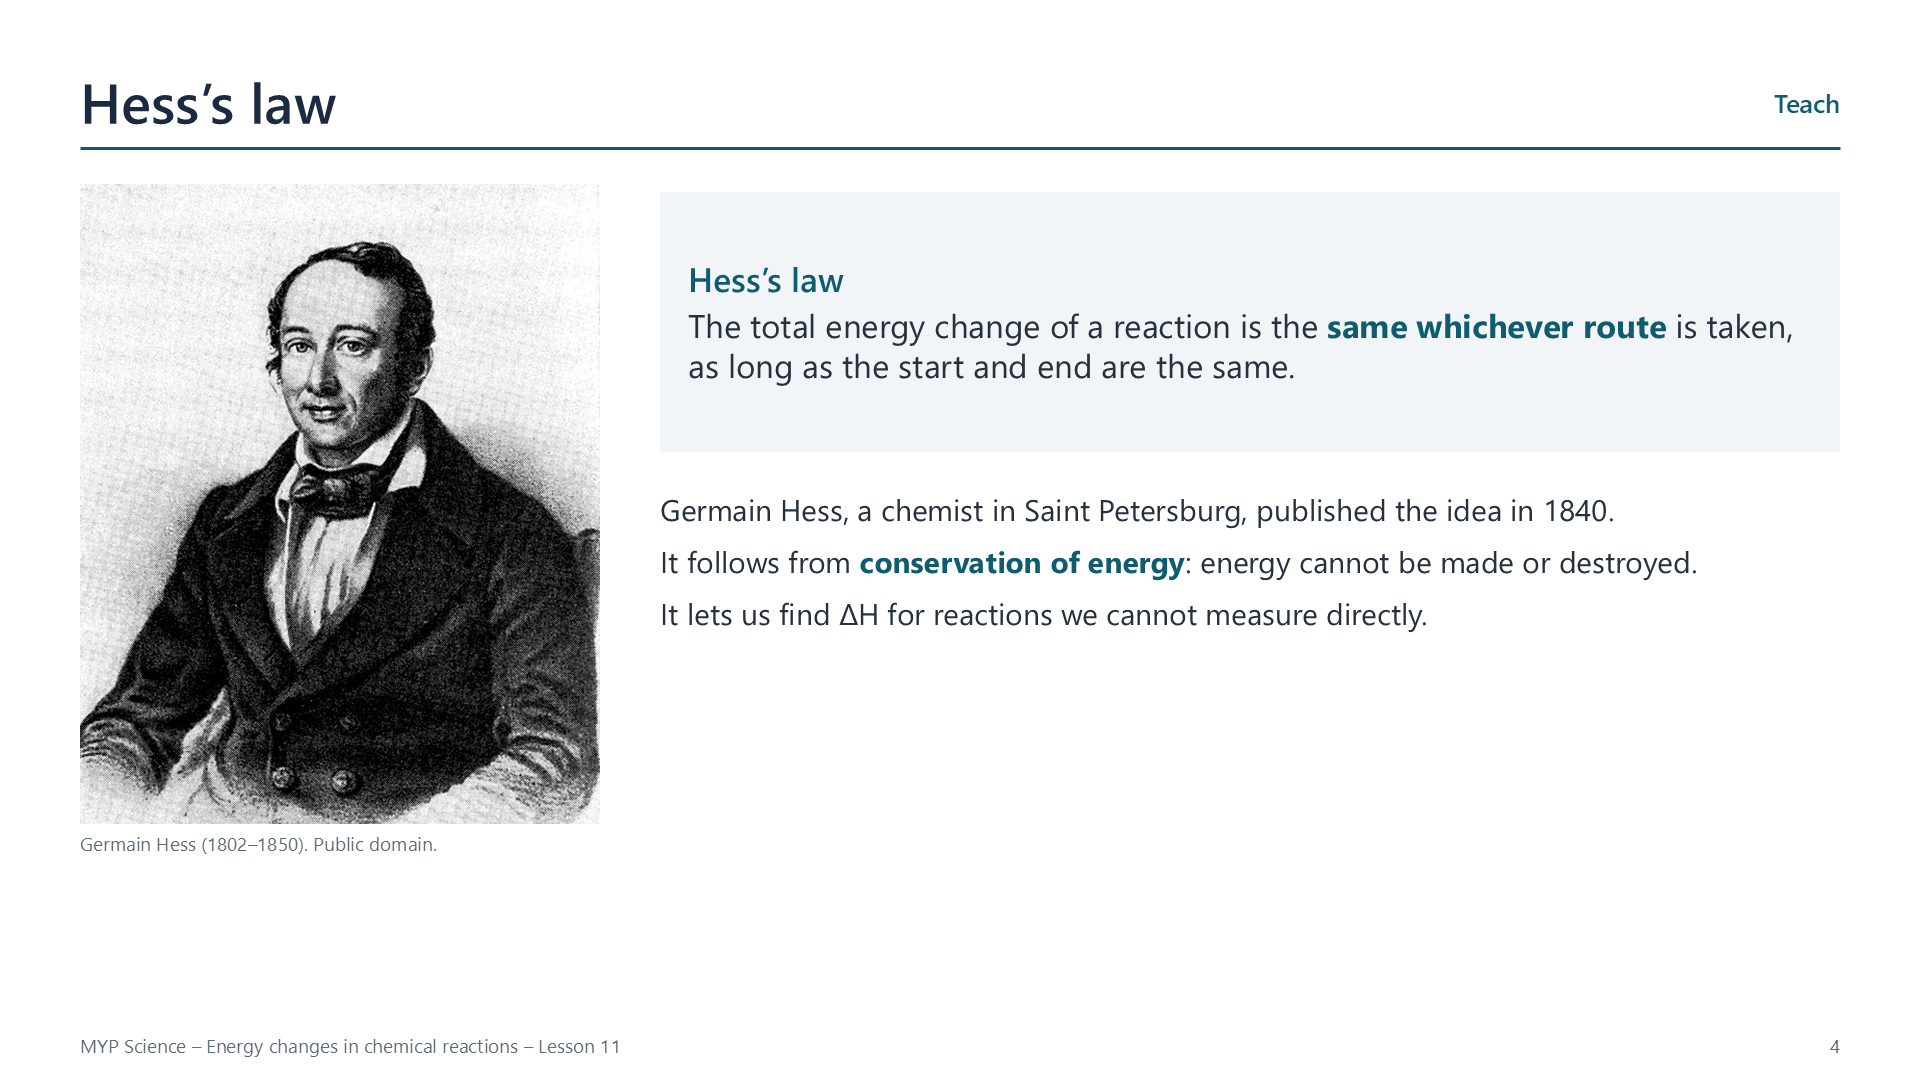 Hess’s law
Teach
Hess’s law
The total energy change of a reaction is the same whichever route is taken,
as long as the start and end are the same.
Germain Hess, a chemist in Saint Petersburg, published the idea in 1840.
It follows from conservation of energy: energy cannot be made or destroyed.
It lets us find ΔH for reactions we cannot measure directly.
Germain Hess (1802–1850). Public domain.
MYP Science – Energy changes in chemical reactions – Lesson 11
4